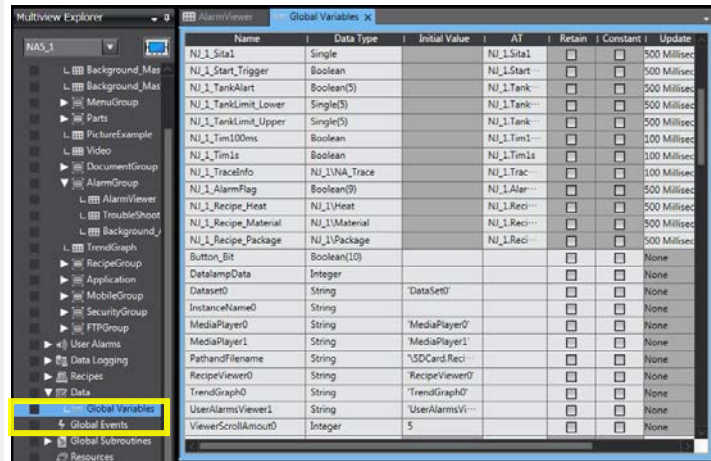 Multiview Explorer
AlarmViewer
Global Variables x
NA5_1
L Background_Mas
L Background_Mas
MenuGroup
Parts
L PictureExample
L Video
DocumentGroup
AlarmGroup
L AlarmViewer
L TroubleShoot
L Background_
L TrendGraph
RecipeGroup
Application
MobileGroup
SecurityGroup
FTPGroup
User Alarms
Data Logging
Recipes
Data
L Global Variables
Global Events
Global Subroutines
Resources
Name | Data Type | Initial Value | AT | Retain | Constant | Update
NJ_1_Sita1 Single NJ_1.Sita1 500 Millisec
NJ_1_Start_Trigger Boolean NJ_1.Start··· 500 Millisec
NJ_1_TankAlart Boolean(5) NJ_1.Tank··· 500 Millisec
NJ_1_TankLimit_Lower Single(5) NJ_1.Tank··· 500 Millisec
NJ_1_TankLimit_Upper Single(5) NJ_1.Tank··· 500 Millisec
NJ_1_Tim100ms Boolean NJ_1.Tim1··· 100 Millisec
NJ_1_Tim1s Boolean NJ_1.Tim1s 100 Millisec
NJ_1_TraceInfo NJ_1\NA_Trace NJ_1.Trac··· 100 Millisec
NJ_1_AlarmFlag Boolean(9) NJ_1.Alar··· 500 Millisec
NJ_1_Recipe_Heat NJ_1\Heat NJ_1.Reci··· 500 Millisec
NJ_1_Recipe_Material NJ_1\Material NJ_1.Reci··· 500 Millisec
NJ_1_Recipe_Package NJ_1\Package NJ_1.Reci··· 500 Millisec
Button_Bit Boolean(10) None
DatalampData Integer None
Dataset0 String 'DataSet0' None
InstanceName0 String None
MediaPlayer0 String 'MediaPlayer0' None
MediaPlayer1 String 'MediaPlayer1' None
PathandFilename String "\SDCard.Reci··· None
RecipeViewer0 String 'RecipeViewer0' None
TrendGraph0 String 'TrendGraph0' None
UserAlarmsViewer1 String 'UserAlarmsVi··· None
ViewerScrollAmout0 Integer 5 None